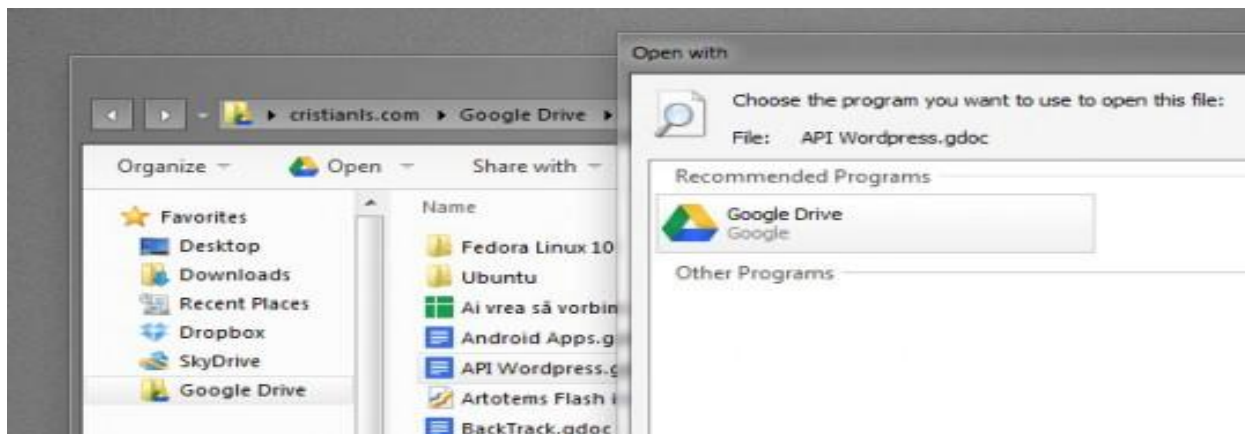 cristianls.com Google Drive
Organize Open Share with
Favorites
Desktop
Downloads
Recent Places
Dropbox
SkyDrive
Google Drive
Name
Fedora Linux 10
Ubuntu
Ai vrea să vorbim
Android Apps.g
API Wordpress.g
Artotems Flash i
BackTrack.gdoc
Open with
Choose the program you want to use to open this file:
File: API Wordpress.gdoc
Recommended Programs
Google Drive
Google
Other Programs